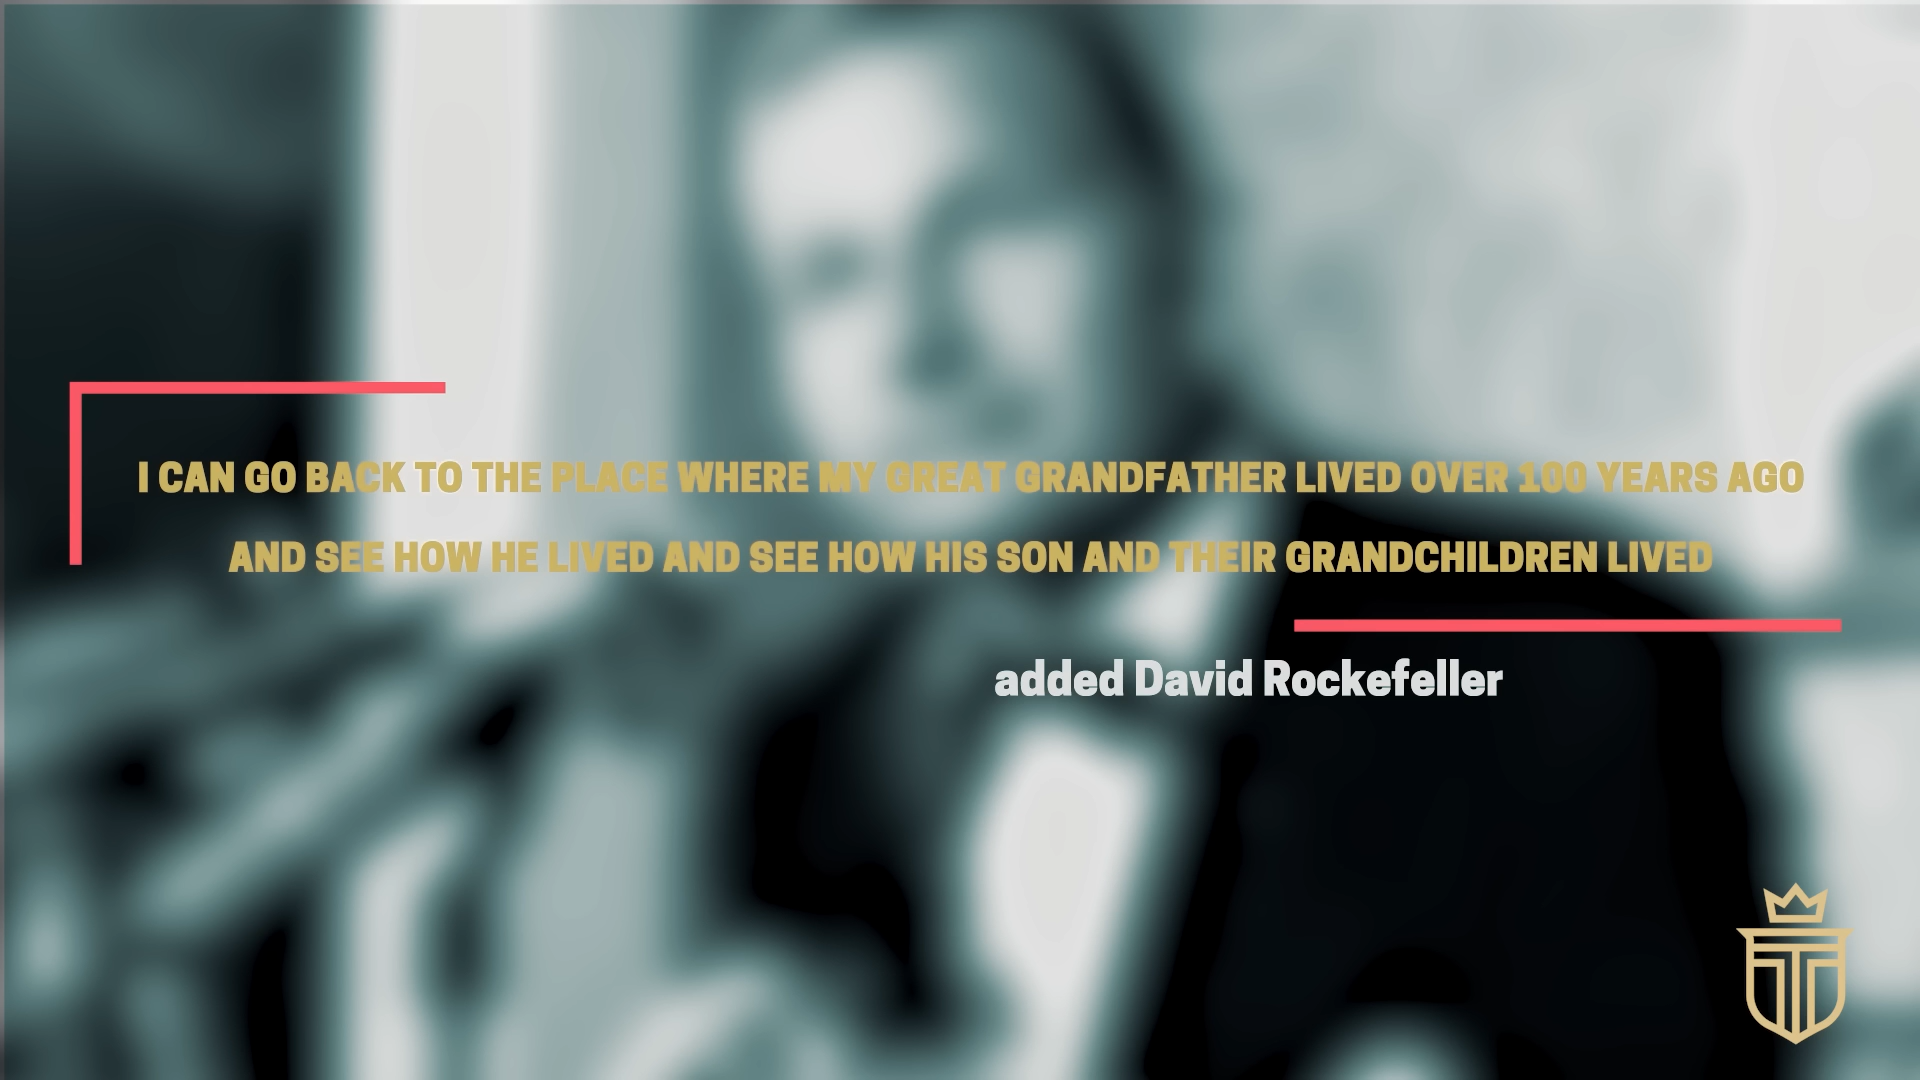 I CAN GO BACK TO THE PLACE WHERE MY GREAT GRANDFATHER LIVED OVER 100 YEARS AGO
AND SEE HOW HE LIVED AND SEE HOW HIS SON AND THEIR GRANDCHILDREN LIVED
added David Rockefeller